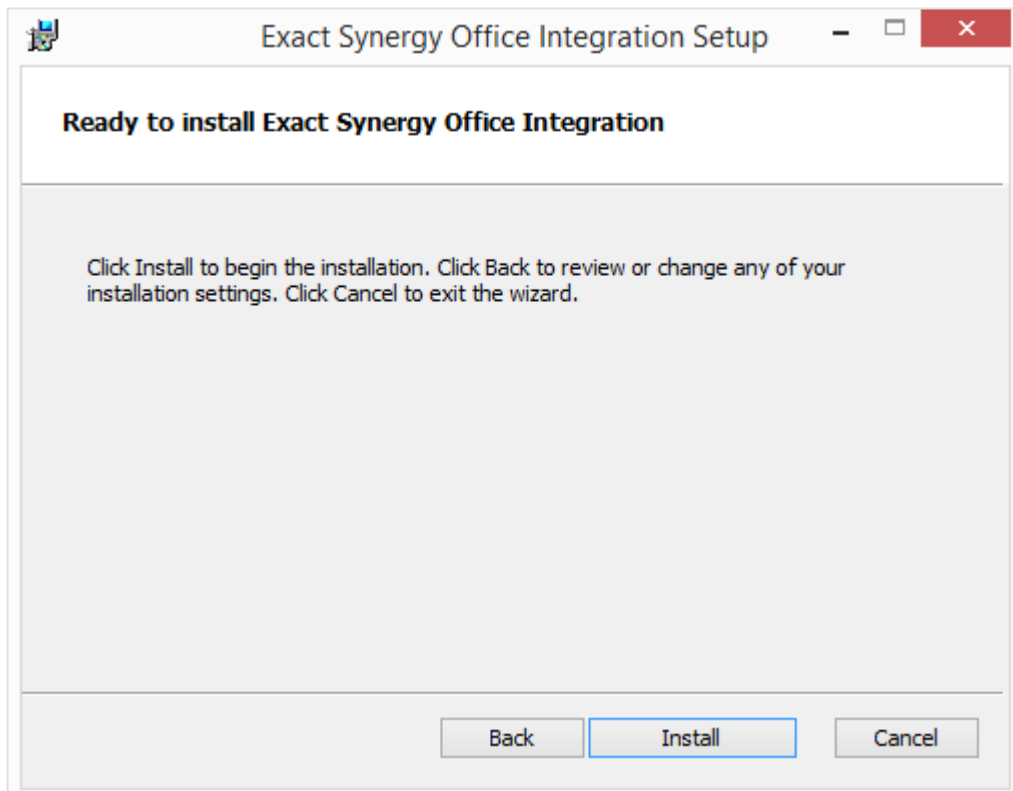 Exact Synergy Office Integration Setup
Ready to install Exact Synergy Office Integration
Click Install to begin the installation. Click Back to review or change any of your
installation settings. Click Cancel to exit the wizard.
Back Install Cancel